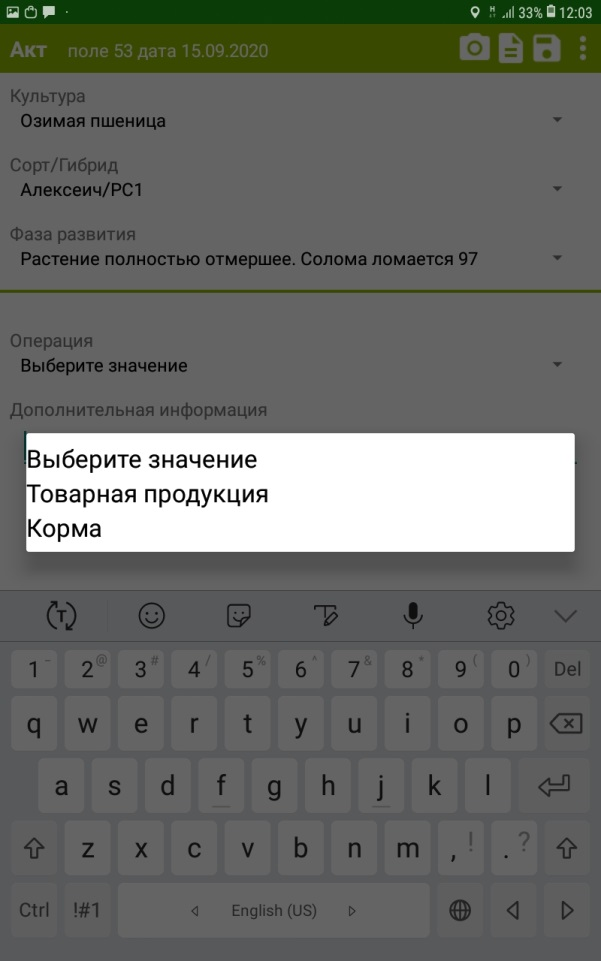 33% 12:03
Акт поле 53 дата 15.09.2020
Культура
Озимая пшеница
Сорт/Гибрид
Алексеич/РС1
Фаза развития
Растение полностью отмершее. Солома ломается 97
Операция
Выберите значение
Дополнительная информация
Выберите значение
Товарная продукция
Корма
1 - 2 @ 3 # 4 / 5 % 6 ^ 7 & 8 * 9 ( 0 ) Del
q w e r t y u i o p
a s d f g h j k l
z x c v b n m , ! . ?
Ctrl !#1 English (US)